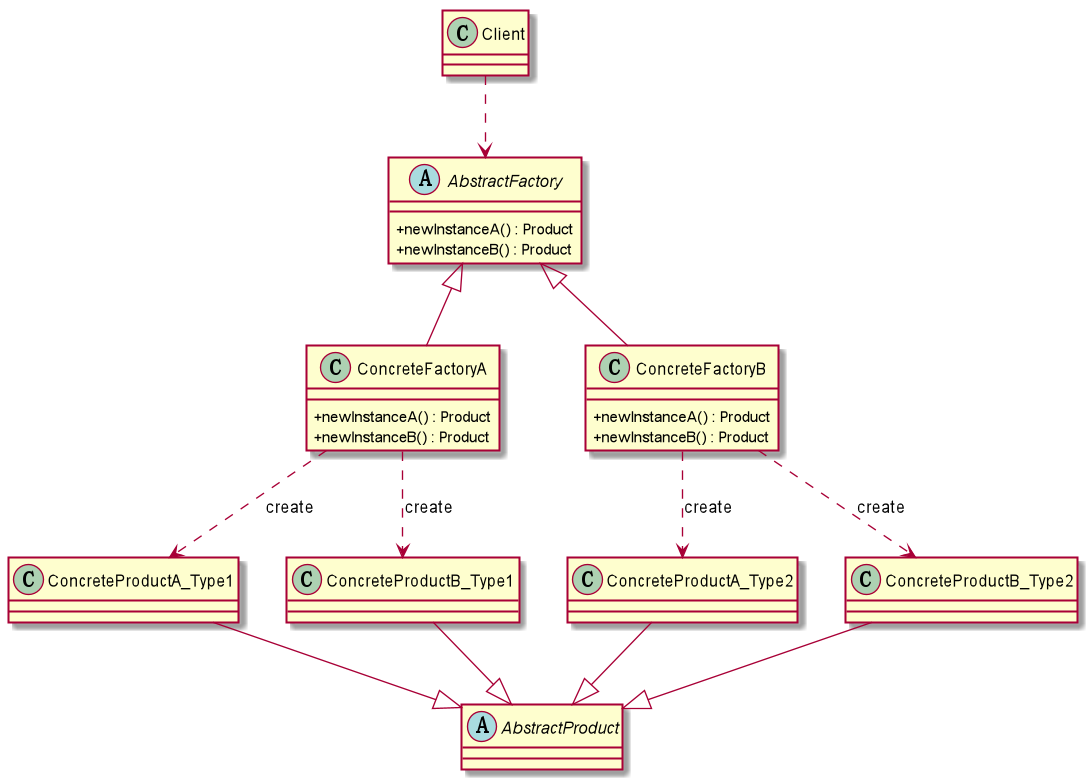 C Client
A AbstractFactory
+newInstanceA() : Product
+newInstanceB() : Product
C ConcreteFactoryA
+newInstanceA() : Product
+newInstanceB() : Product
C ConcreteFactoryB
+newInstanceA() : Product
+newInstanceB() : Product
create
create
create
create
C ConcreteProductA_Type1
C ConcreteProductB_Type1
C ConcreteProductA_Type2
C ConcreteProductB_Type2
A AbstractProduct